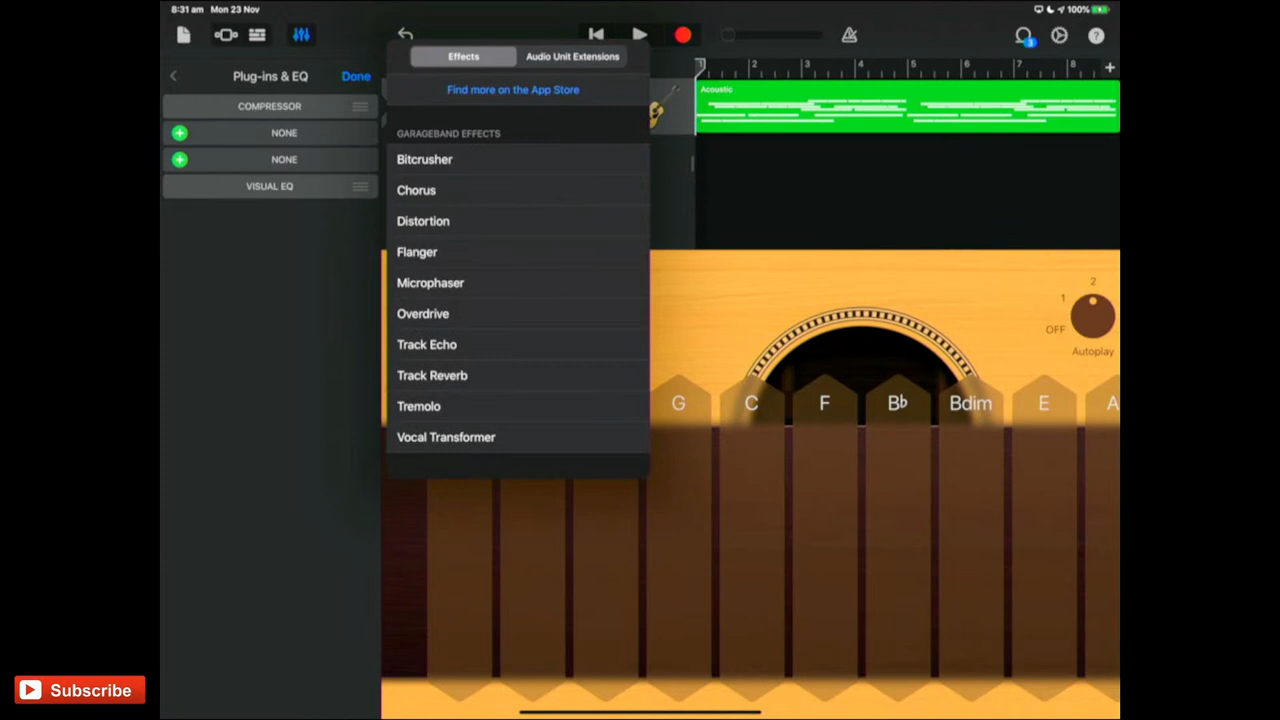 8:31 am Mon 23 Nov
100%
3
Effects
Audio Unit Extensions
Plug-ins & EQ
Done
Find more on the App Store
COMPRESSOR
NONE
NONE
VISUAL EQ
GARAGEBAND EFFECTS
Bitcrusher
Chorus
Distortion
Flanger
Microphaser
Overdrive
Track Echo
Track Reverb
Tremolo
Vocal Transformer
1 2 3 4 5 6 7 8 +
Acoustic
2
1
OFF
Autoplay
G C F B♭ Bdim E A
Subscribe